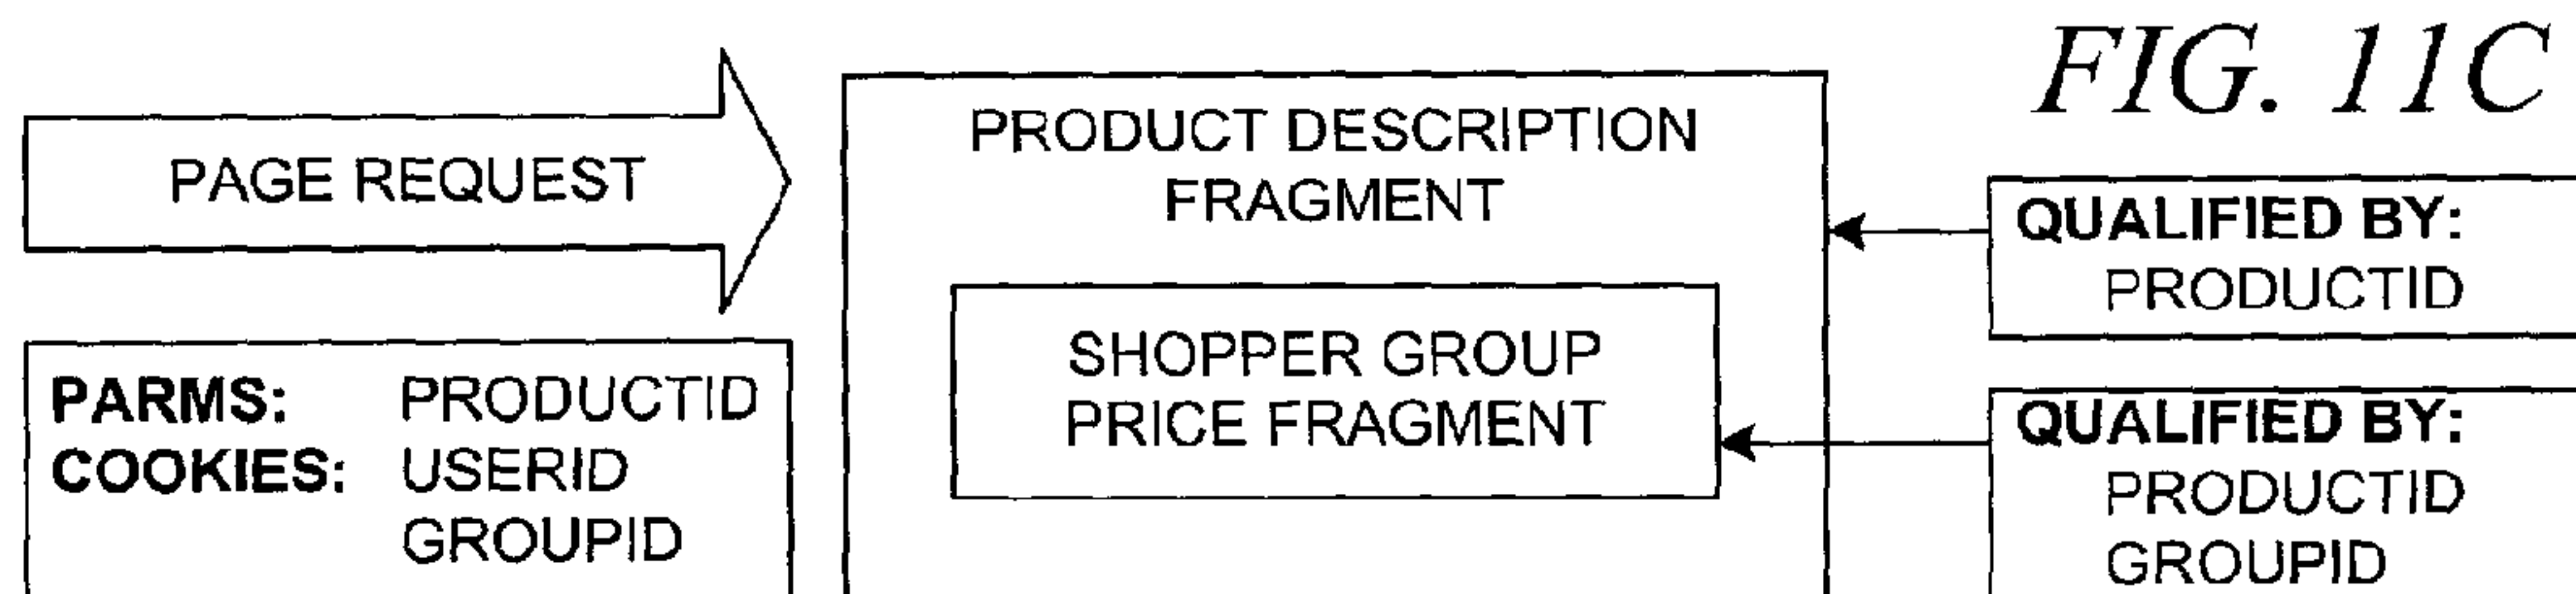 FIG. 11C
PAGE REQUEST
PARMS: PRODUCTID
COOKIES: USERID
GROUPID
PRODUCT DESCRIPTION
FRAGMENT
SHOPPER GROUP
PRICE FRAGMENT
QUALIFIED BY:
PRODUCTID
QUALIFIED BY:
PRODUCTID
GROUPID